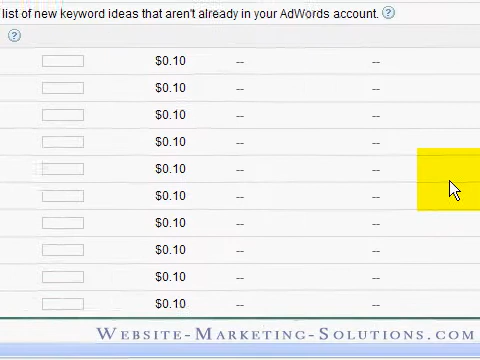 list of new keyword ideas that aren't already in your AdWords account. ?
?
$0.10 -- --
$0.10 -- --
$0.10 -- --
$0.10 -- --
$0.10 -- --
$0.10 -- --
$0.10 -- --
$0.10 -- --
$0.10 -- --
$0.10 -- --
Website-Marketing-Solutions.com